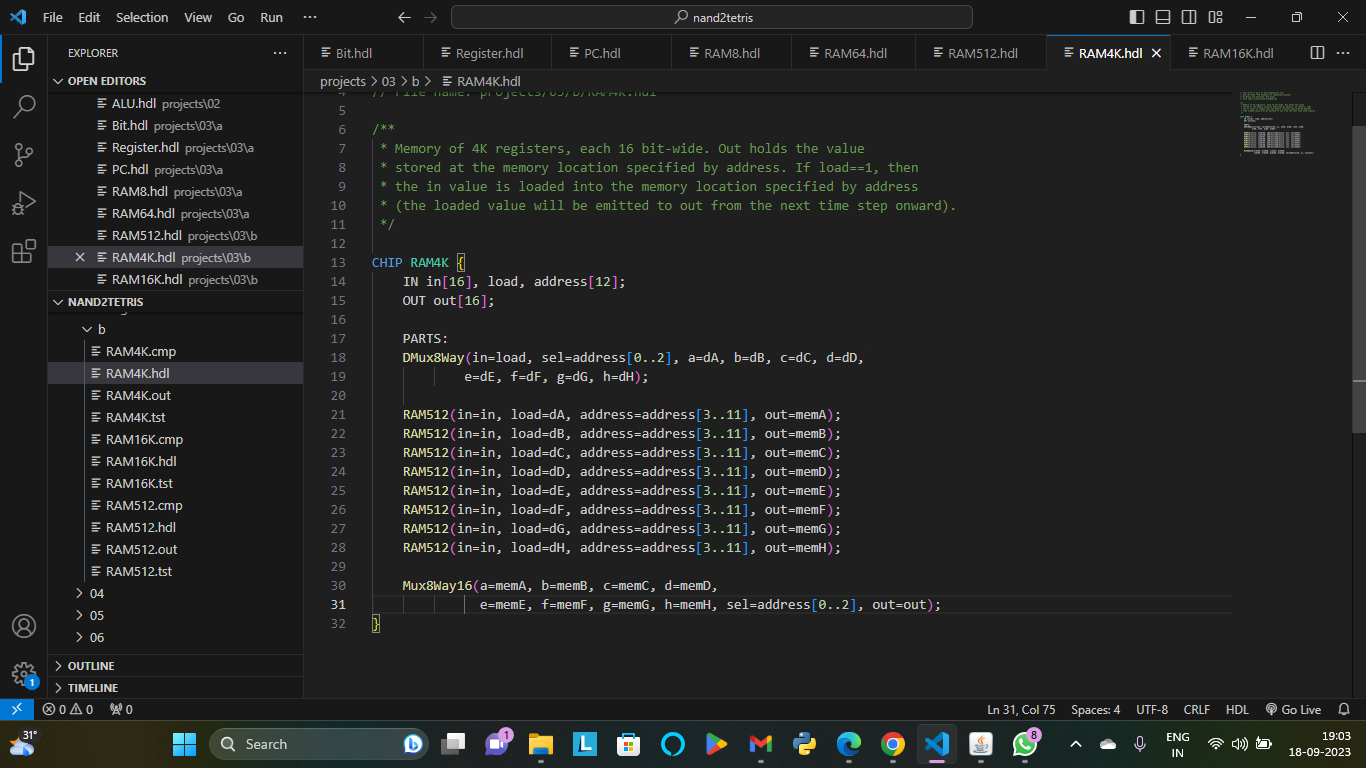 File Edit Selection View Go Run ··· nand2tetris
EXPLORER ···
OPEN EDITORS
ALU.hdl projects\02
Bit.hdl projects\03\a
Register.hdl projects\03\a
PC.hdl projects\03\a
RAM8.hdl projects\03\a
RAM64.hdl projects\03\a
RAM512.hdl projects\03\b
RAM4K.hdl projects\03\b
RAM16K.hdl projects\03\b
NAND2TETRIS
b
RAM4K.cmp
RAM4K.hdl
RAM4K.out
RAM4K.tst
RAM16K.cmp
RAM16K.hdl
RAM16K.tst
RAM512.cmp
RAM512.hdl
RAM512.out
RAM512.tst
04
05
06
OUTLINE
TIMELINE
1
Bit.hdl Register.hdl PC.hdl RAM8.hdl RAM64.hdl RAM512.hdl RAM4K.hdl RAM16K.hdl ···
projects > 03 > b > RAM4K.hdl
4 // File name: projects/03/b/RAM4K.hdl
5
6 /**
7 * Memory of 4K registers, each 16 bit-wide. Out holds the value
8 * stored at the memory location specified by address. If load==1, then
9 * the in value is loaded into the memory location specified by address
10 * (the loaded value will be emitted to out from the next time step onward).
11 */
12
13 CHIP RAM4K {
14 IN in[16], load, address[12];
15 OUT out[16];
16
17 PARTS:
18 DMux8Way(in=load, sel=address[0..2], a=dA, b=dB, c=dC, d=dD,
19 e=dE, f=dF, g=dG, h=dH);
20
21 RAM512(in=in, load=dA, address=address[3..11], out=memA);
22 RAM512(in=in, load=dB, address=address[3..11], out=memB);
23 RAM512(in=in, load=dC, address=address[3..11], out=memC);
24 RAM512(in=in, load=dD, address=address[3..11], out=memD);
25 RAM512(in=in, load=dE, address=address[3..11], out=memE);
26 RAM512(in=in, load=dF, address=address[3..11], out=memF);
27 RAM512(in=in, load=dG, address=address[3..11], out=memG);
28 RAM512(in=in, load=dH, address=address[3..11], out=memH);
29
30 Mux8Way16(a=memA, b=memB, c=memC, d=memD,
31 e=memE, f=memF, g=memG, h=memH, sel=address[0..2], out=out);
32 }
0 0 0 Ln 31, Col 75 Spaces: 4 UTF-8 CRLF HDL Go Live
31° Search 1 L 8 ENG 19:03
IN 18-09-2023